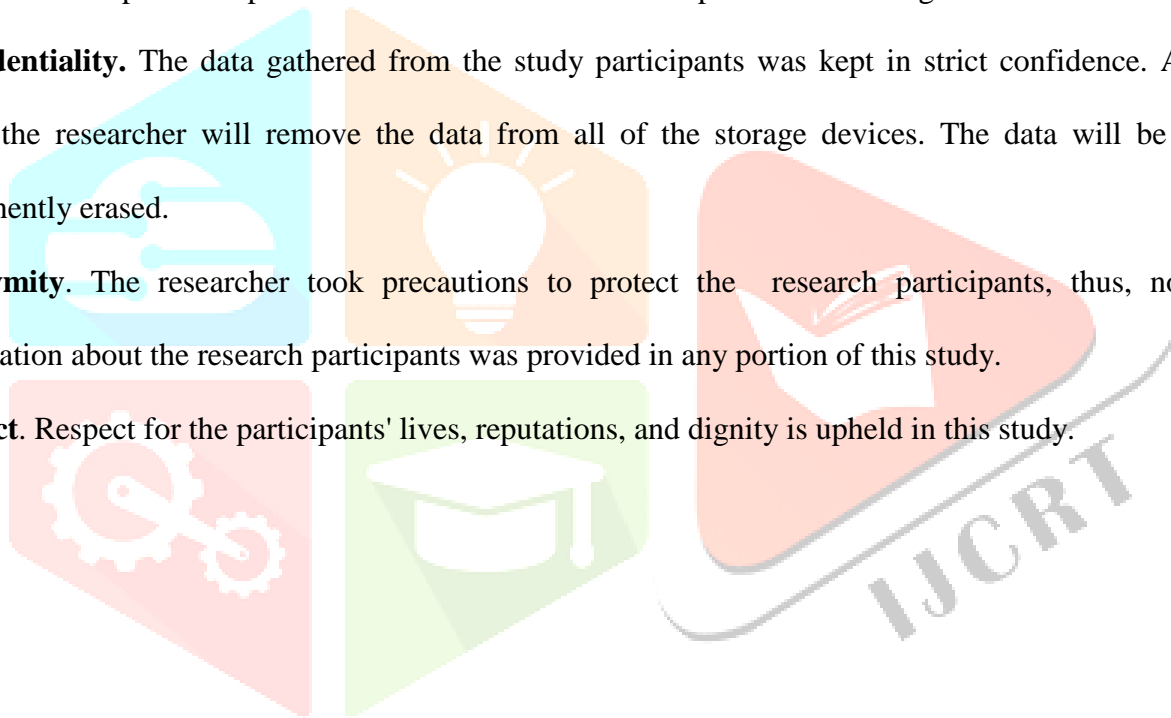 dentiality. The data gathered from the study participants was kept in strict confidence. A
the researcher will remove the data from all of the storage devices. The data will be
nently erased.
ymity. The researcher took precautions to protect the research participants, thus, no
ation about the research participants was provided in any portion of this study.
ct. Respect for the participants' lives, reputations, and dignity is upheld in this study.
IJCRT